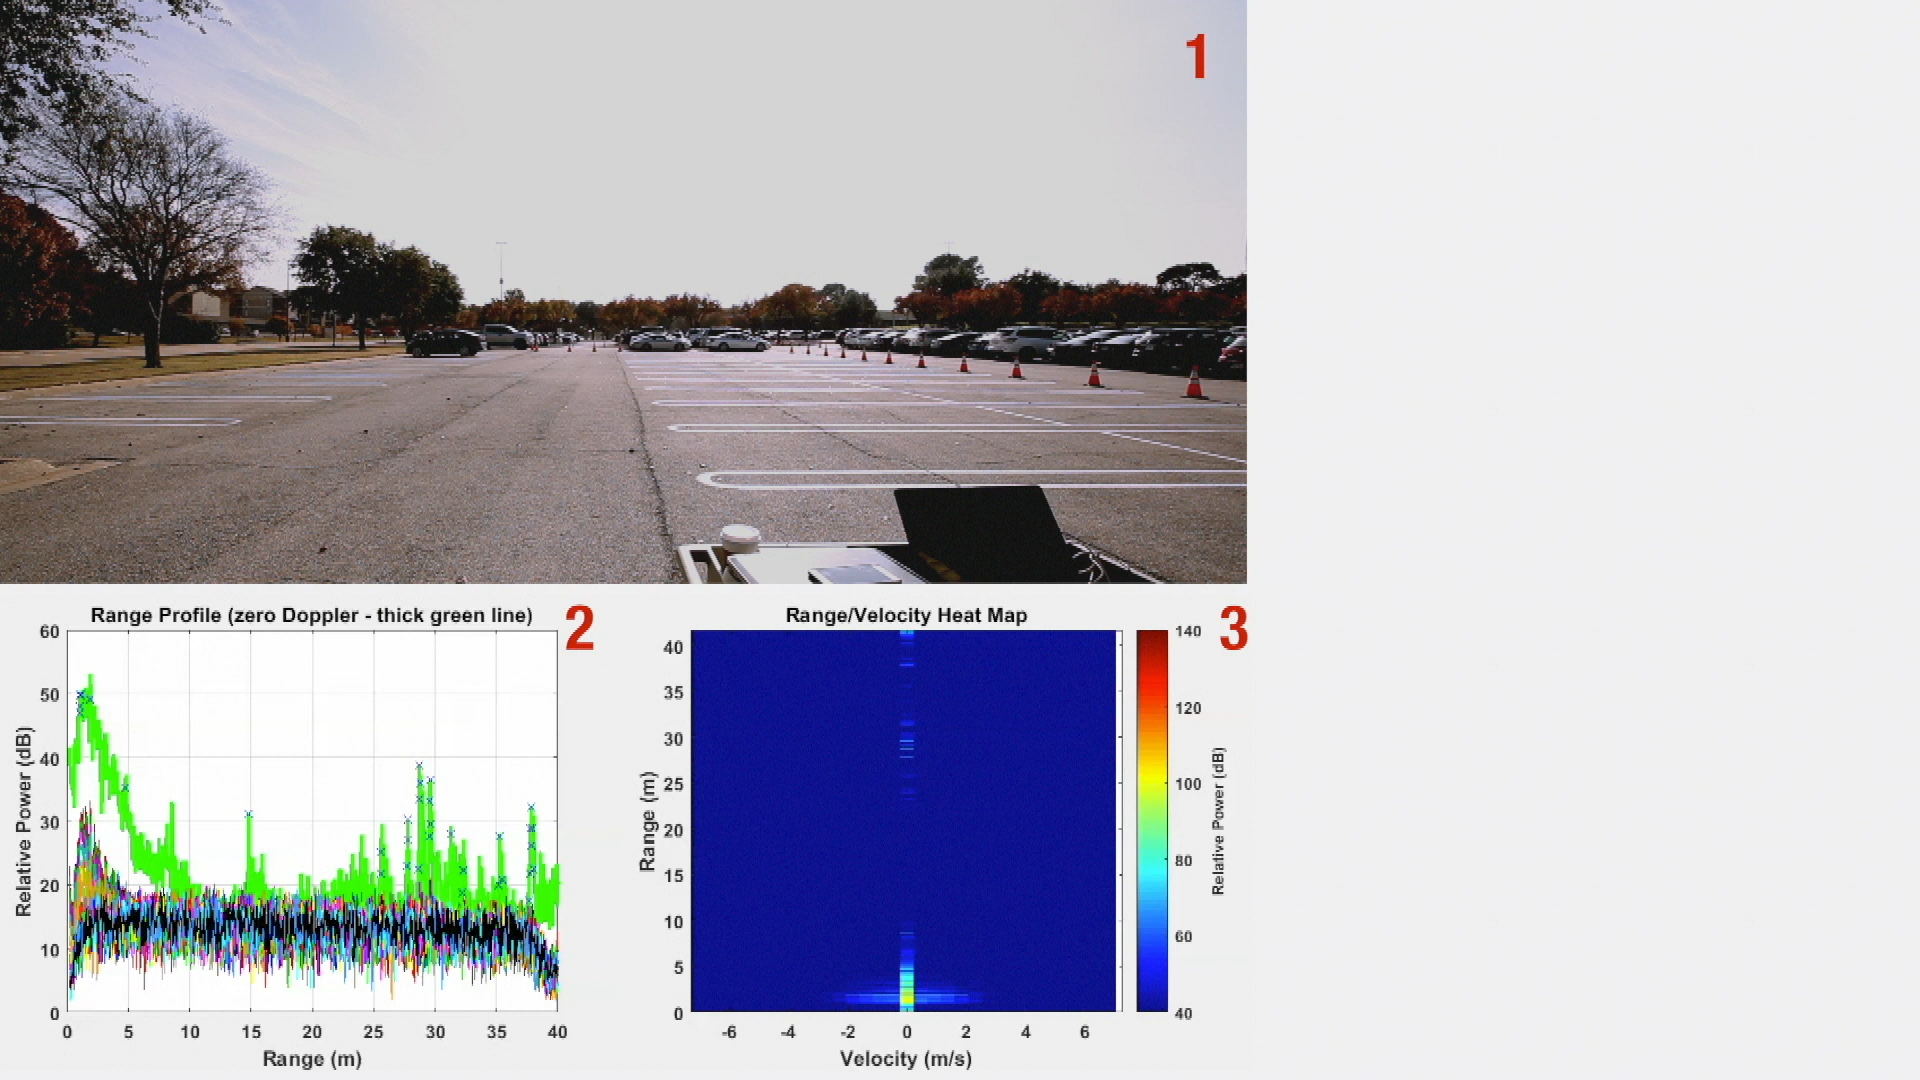 1
Range Profile (zero Doppler - thick green line)
2
60
50
40
30
20
10
0
Relative Power (dB)
0 5 10 15 20 25 30 35 40
Range (m)
Range/Velocity Heat Map
3
40
35
30
25
20
15
10
5
0
Range (m)
-6 -4 -2 0 2 4 6
Velocity (m/s)
140
120
100
80
60
40
Relative Power (dB)